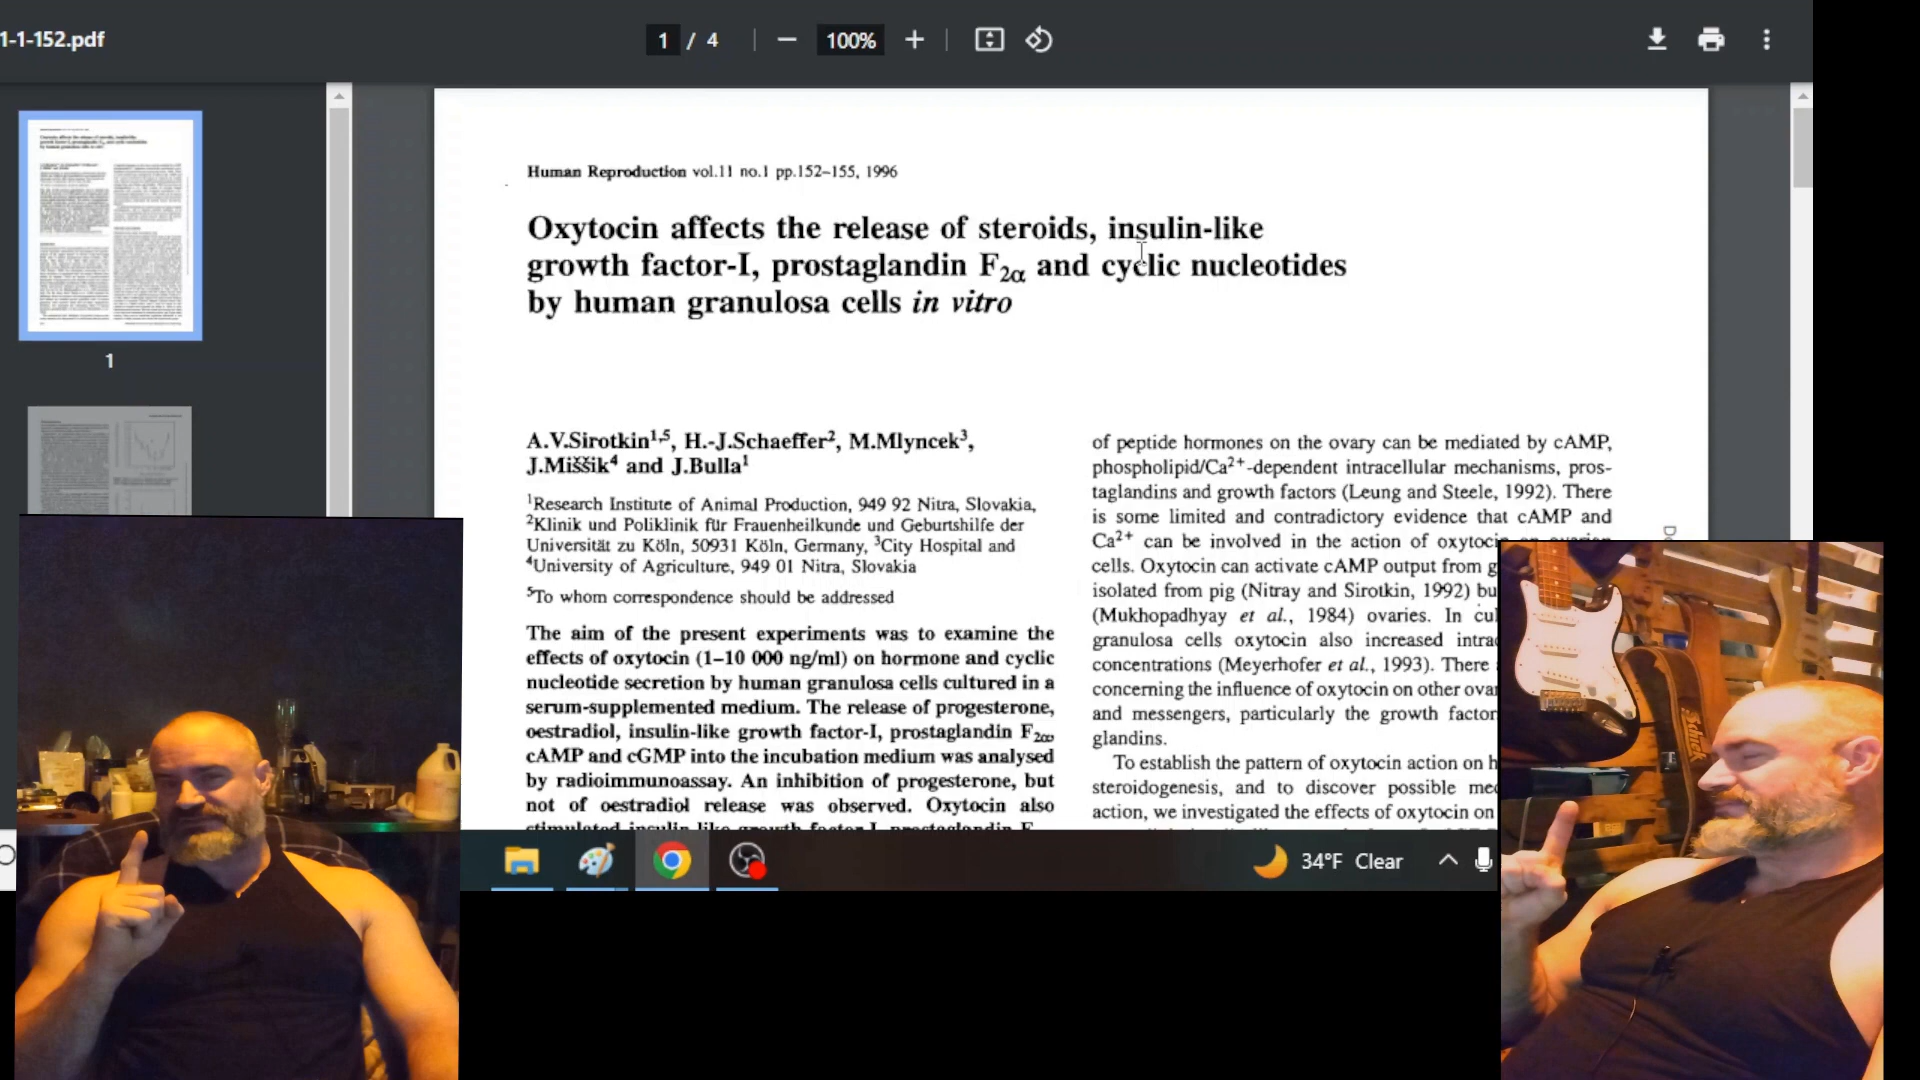 1-1-152.pdf
1 / 4
100%
1
Human Reproduction vol.11 no.1 pp.152–155, 1996
Oxytocin affects the release of steroids, insulin-like
growth factor-I, prostaglandin F2α and cyclic nucleotides
by human granulosa cells in vitro
A.V.Sirotkin1,5, H.-J.Schaeffer2, M.Mlyncek3,
J.Miššik4 and J.Bulla1
1Research Institute of Animal Production, 949 92 Nitra, Slovakia,
2Klinik und Poliklinik für Frauenheilkunde und Geburtshilfe der
Universität zu Köln, 50931 Köln, Germany, 3City Hospital and
4University of Agriculture, 949 01 Nitra, Slovakia
5To whom correspondence should be addressed
The aim of the present experiments was to examine the
effects of oxytocin (1–10 000 ng/ml) on hormone and cyclic
nucleotide secretion by human granulosa cells cultured in a
serum-supplemented medium. The release of progesterone,
oestradiol, insulin-like growth factor-I, prostaglandin F2α,
cAMP and cGMP into the incubation medium was analysed
by radioimmunoassay. An inhibition of progesterone, but
not of oestradiol release was observed. Oxytocin also
stimulated insulin-like growth factor-I, prostaglandin F
of peptide hormones on the ovary can be mediated by cAMP,
phospholipid/Ca2+-dependent intracellular mechanisms, pros-
taglandins and growth factors (Leung and Steele, 1992). There
is some limited and contradictory evidence that cAMP and
Ca2+ can be involved in the action of oxytocin on ovarian
cells. Oxytocin can activate cAMP output from g
isolated from pig (Nitray and Sirotkin, 1992) bu
(Mukhopadhyay et al., 1984) ovaries. In cul
granulosa cells oxytocin also increased intra
concentrations (Meyerhofer et al., 1993). There
concerning the influence of oxytocin on other ova
and messengers, particularly the growth factor
glandins.
To establish the pattern of oxytocin action on h
steroidogenesis, and to discover possible me
action, we investigated the effects of oxytocin on
Do
34°F Clear